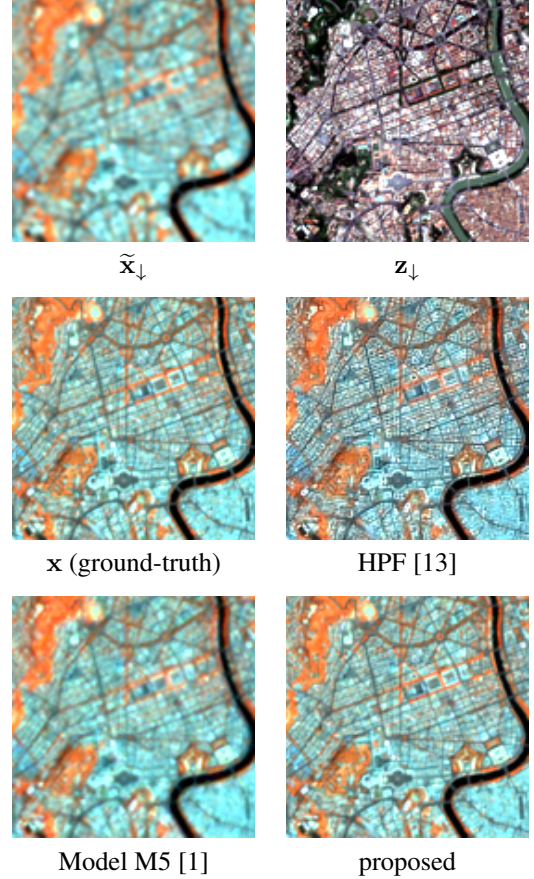 x̃↓
z↓
x (ground-truth)
HPF [13]
Model M5 [1]
proposed